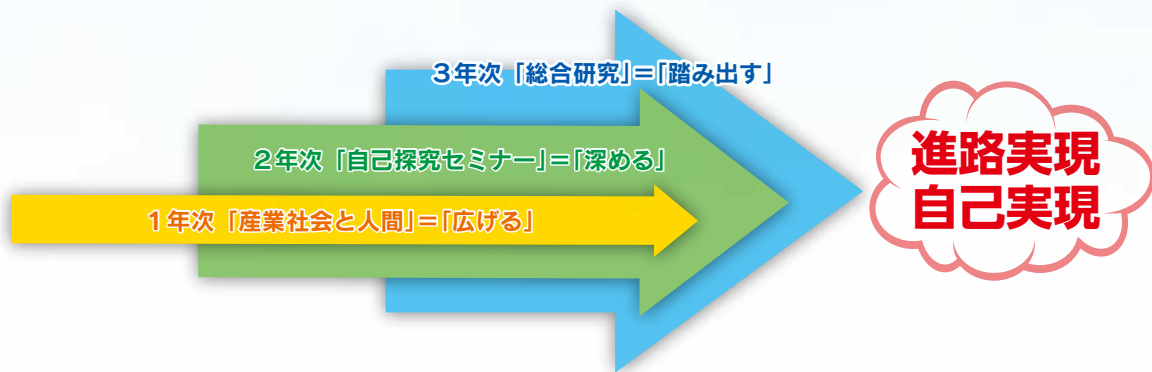 3年次「総合研究」=「踏み出す」
2年次「自己探究セミナー」=「深める」
1年次「産業社会と人間」=「広げる」
進路実現
自己実現